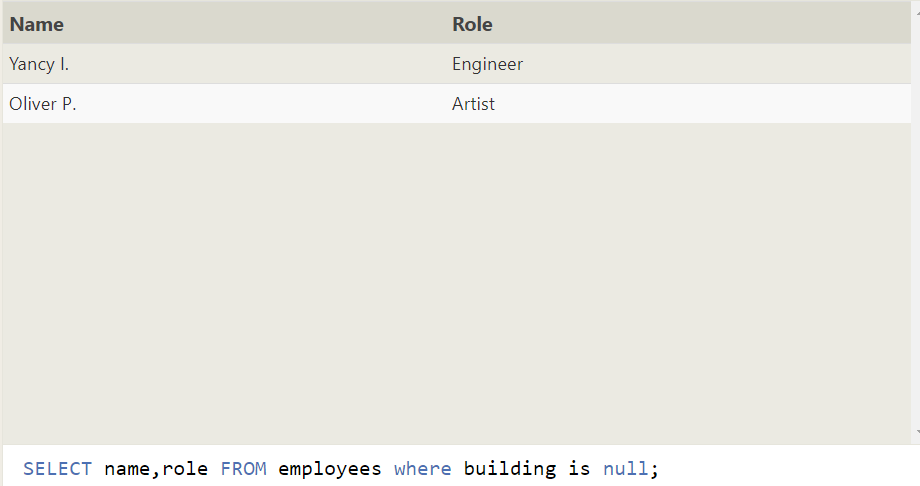 Name Role
Yancy I. Engineer
Oliver P. Artist
SELECT name,role FROM employees where building is null;